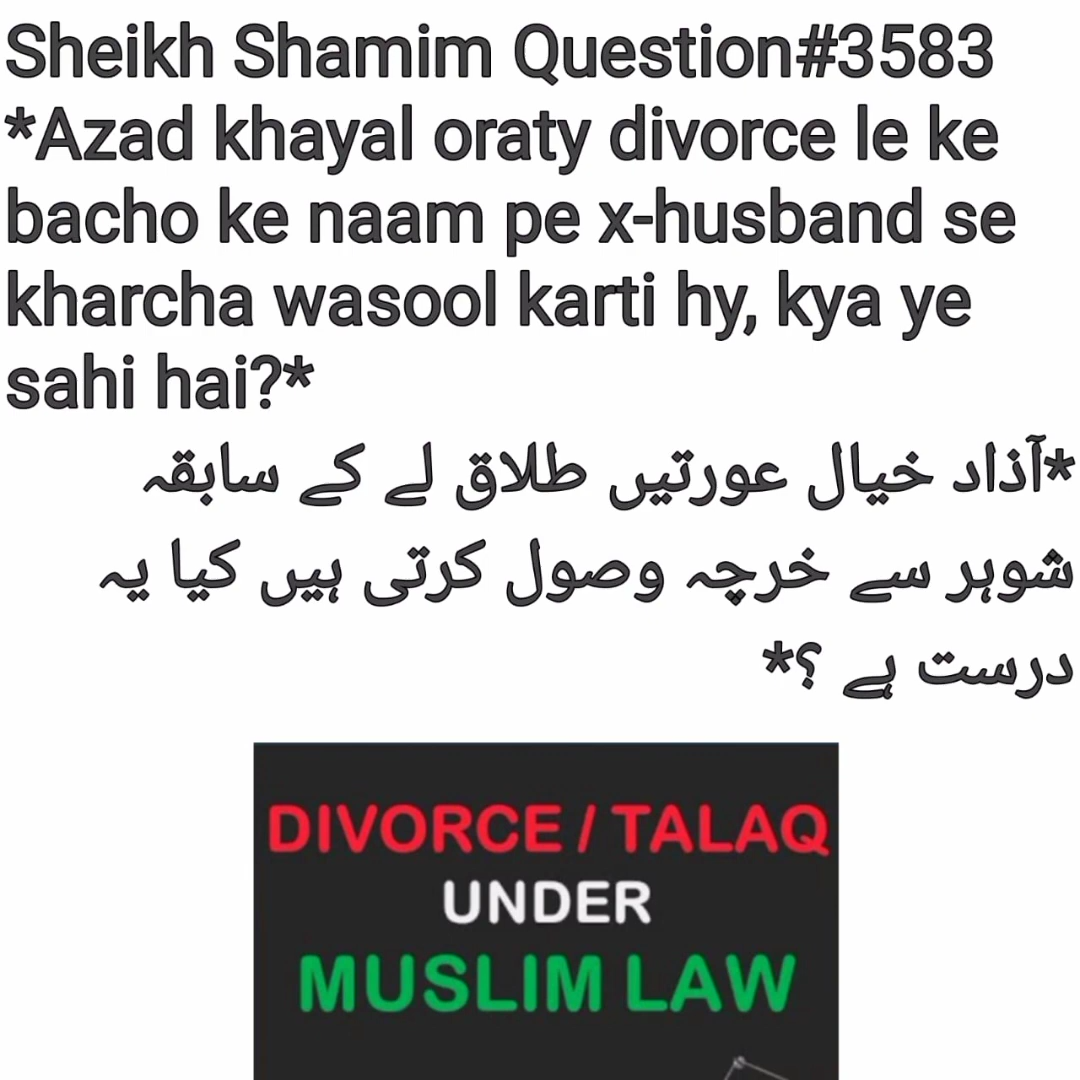 Sheikh Shamim Question#3583
*Azad khayal oraty divorce le ke
bacho ke naam pe x-husband se
kharcha wasool karti hy, kya ye
sahi hai?*
*آذاد خیال عورتیں طلاق لے کے سابقہ
شوہر سے خرچہ وصول کرتی ہیں کیا یہ
درست ہے ؟*
DIVORCE / TALAQ
UNDER
MUSLIM LAW